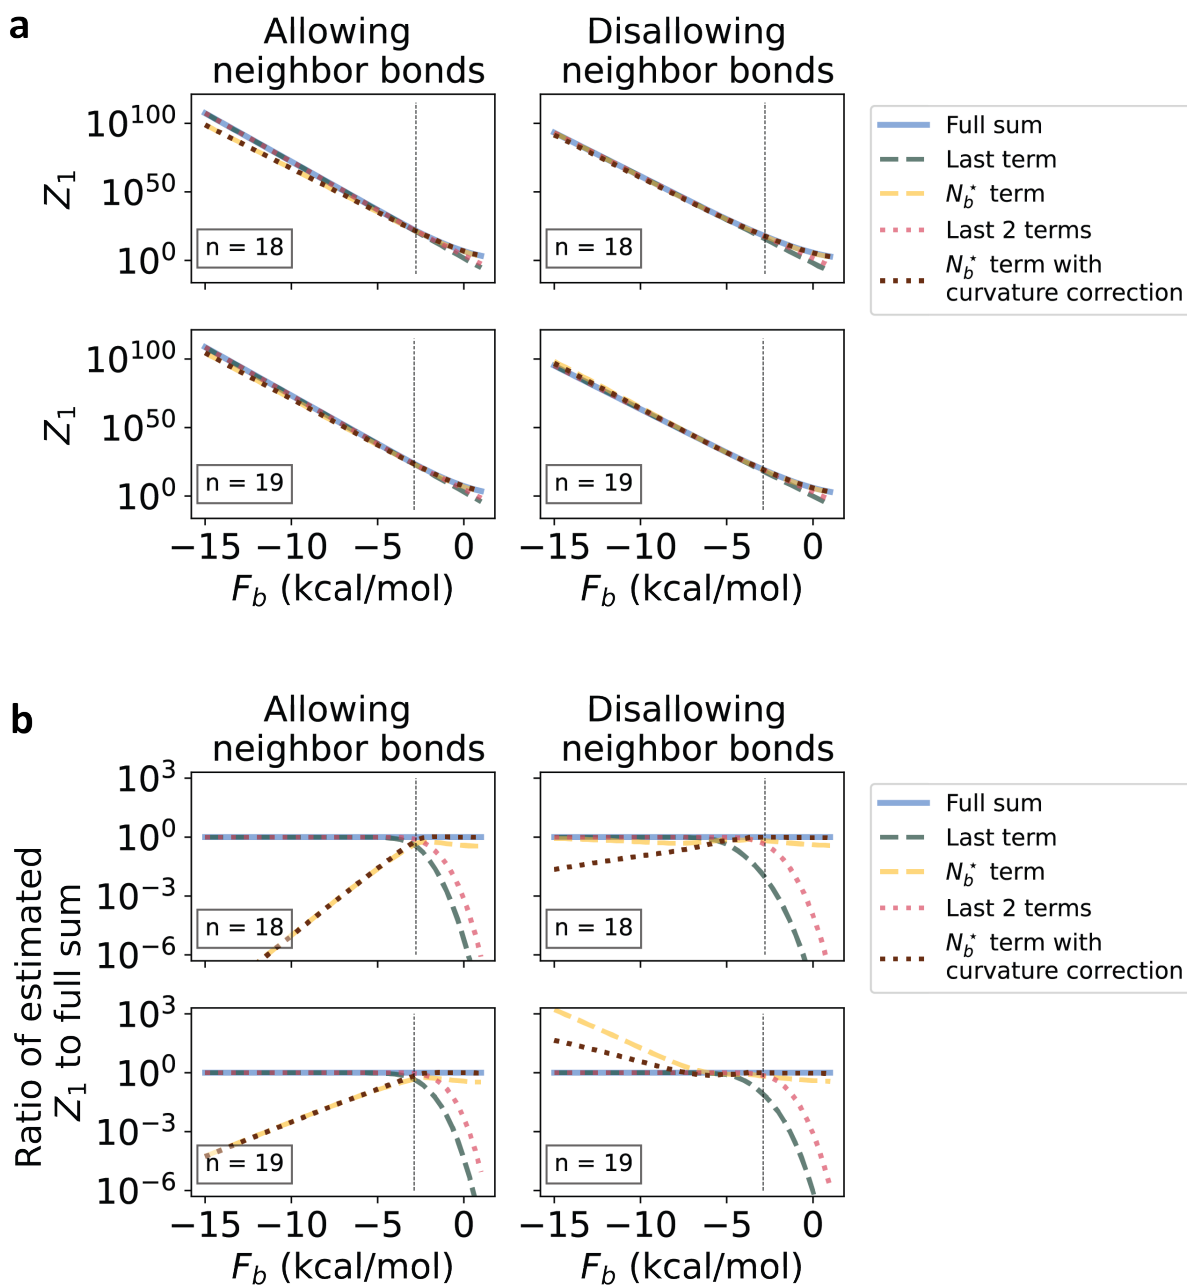 a
Allowing
neighbor bonds
Disallowing
neighbor bonds
10^100
10^50
10^0
Z_1
n = 18
n = 18
Full sum
Last term
N_b^⋆ term
Last 2 terms
N_b^⋆ term with
curvature correction
10^100
10^50
10^0
Z_1
n = 19
n = 19
−15 −10 −5 0
−15 −10 −5 0
F_b (kcal/mol)
F_b (kcal/mol)
b
Allowing
neighbor bonds
Disallowing
neighbor bonds
Ratio of estimated
Z_1 to full sum
10^3
10^0
10^−3
10^−6
n = 18
n = 18
Full sum
Last term
N_b^⋆ term
Last 2 terms
N_b^⋆ term with
curvature correction
10^3
10^0
10^−3
10^−6
n = 19
n = 19
−15 −10 −5 0
−15 −10 −5 0
F_b (kcal/mol)
F_b (kcal/mol)